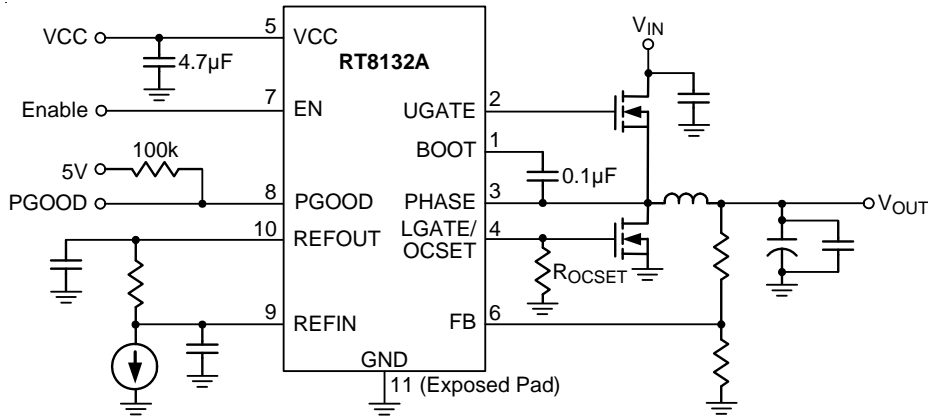 V_IN
VCC
5
VCC
RT8132A
4.7µF
Enable
7
EN
UGATE
2
BOOT
1
5V
100k
0.1µF
PGOOD
8
PGOOD
PHASE
3
V_OUT
10
REFOUT
LGATE/
OCSET
4
R_OCSET
9
REFIN
FB
6
GND
11 (Exposed Pad)